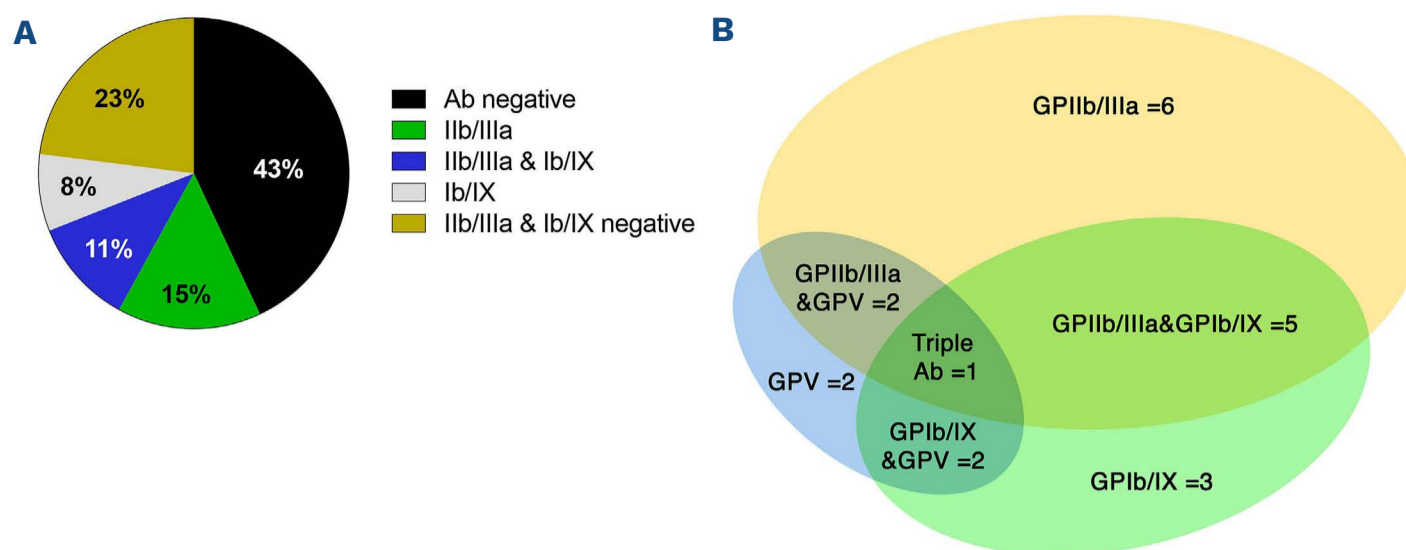 A
23%
43%
8%
11%
15%
Ab negative
IIb/IIIa
IIb/IIIa & Ib/IX
Ib/IX
IIb/IIIa & Ib/IX negative
B
GPIIb/IIIa =6
GPIIb/IIIa
&GPV =2
GPIIb/IIIa&GPIb/IX =5
Triple
Ab =1
GPV =2
GPIb/IX
&GPV =2
GPIb/IX =3